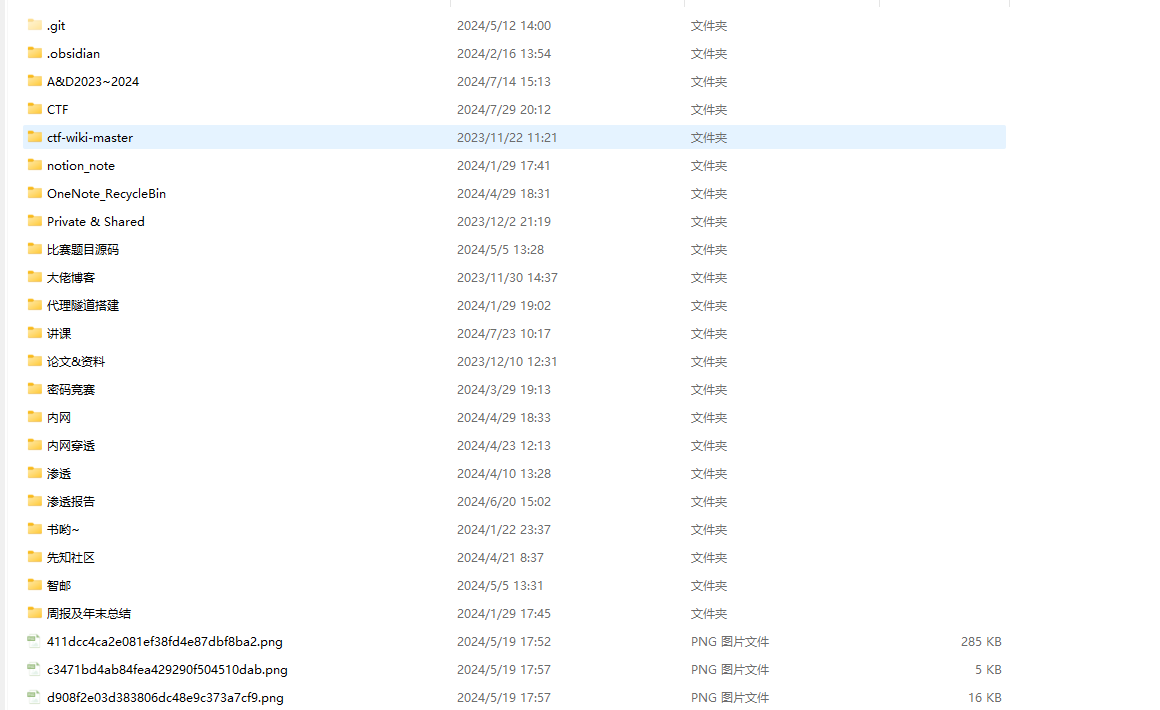 .git 2024/5/12 14:00 文件夹
.obsidian 2024/2/16 13:54 文件夹
A&D2023~2024 2024/7/14 15:13 文件夹
CTF 2024/7/29 20:12 文件夹
ctf-wiki-master 2023/11/22 11:21 文件夹
notion_note 2024/1/29 17:41 文件夹
OneNote_RecycleBin 2024/4/29 18:31 文件夹
Private & Shared 2023/12/2 21:19 文件夹
比赛题目源码 2024/5/5 13:28 文件夹
大佬博客 2023/11/30 14:37 文件夹
代理隧道搭建 2024/1/29 19:02 文件夹
讲课 2024/7/23 10:17 文件夹
论文&资料 2023/12/10 12:31 文件夹
密码竞赛 2024/3/29 19:13 文件夹
内网 2024/4/29 18:33 文件夹
内网穿透 2024/4/23 12:13 文件夹
渗透 2024/4/10 13:28 文件夹
渗透报告 2024/6/20 15:02 文件夹
书哟~ 2024/1/22 23:37 文件夹
先知社区 2024/4/21 8:37 文件夹
智邮 2024/5/5 13:31 文件夹
周报及年末总结 2024/1/29 17:45 文件夹
411dcc4ca2e081ef38fd4e87dbf8ba2.png 2024/5/19 17:52 PNG 图片文件 285 KB
c3471bd4ab84fea429290f504510dab.png 2024/5/19 17:57 PNG 图片文件 5 KB
d908f2e03d383806dc48e9c373a7cf9.png 2024/5/19 17:57 PNG 图片文件 16 KB